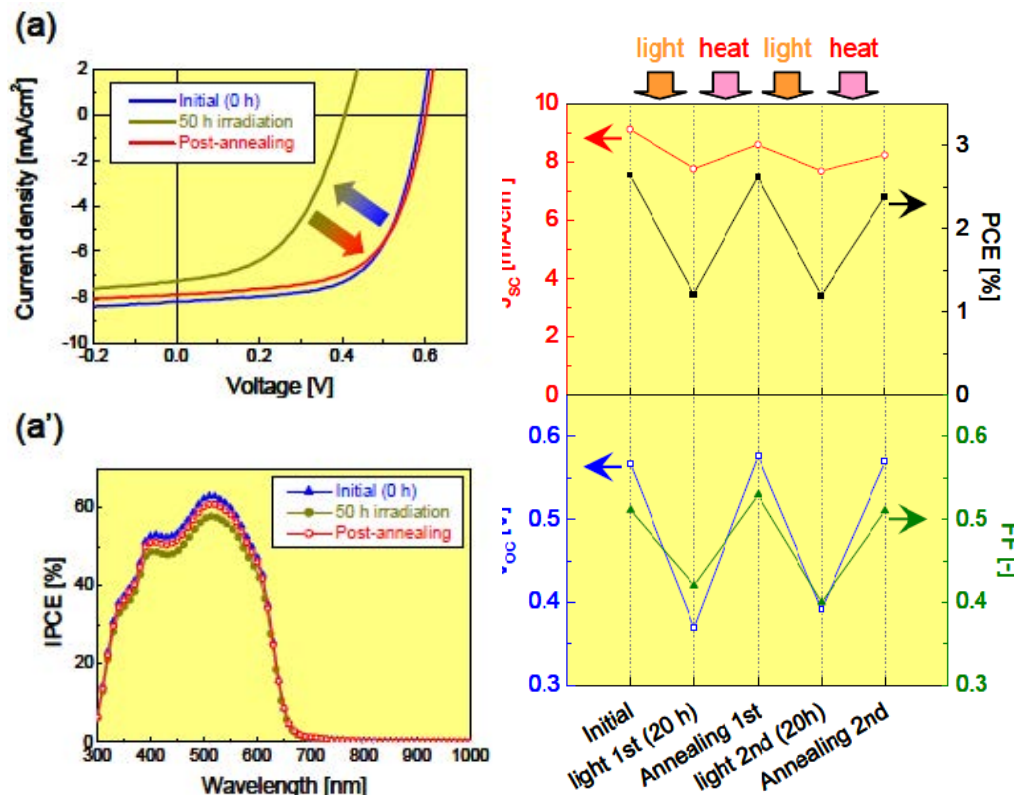 (a)
Current density [mA/cm²]
2
0
-2
-4
-6
-8
-10
Initial (0 h)
50 h irradiation
Post-annealing
-0.2
0.0
0.2
0.4
0.6
Voltage [V]
(a')
IPCE [%]
60
40
20
0
Initial (0 h)
50 h irradiation
Post-annealing
300
400
500
600
700
800
900
1000
Wavelength [nm]
light heat light heat
10
8
6
4
2
0
[mA/cm
3
2
1
0
PCE [%]
0.6
0.5
0.4
0.3
OC
0.6
0.5
0.4
0.3
[-]
Initial
light 1st (20 h)
Annealing 1st
light 2nd (20h)
Annealing 2nd